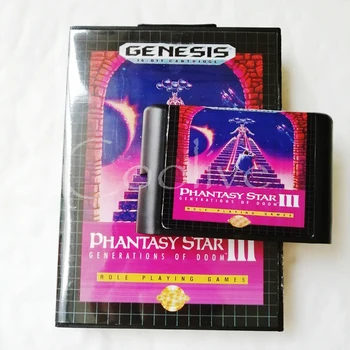 GENESIS
16-BIT CARTRIDGE
PHANTASY STAR III
GENERATIONS OF DOOM
ROLE PLAYING GAMES
PHANTASY STAR III
GENERATIONS OF DOOM
ROLE PLAYING GAMES